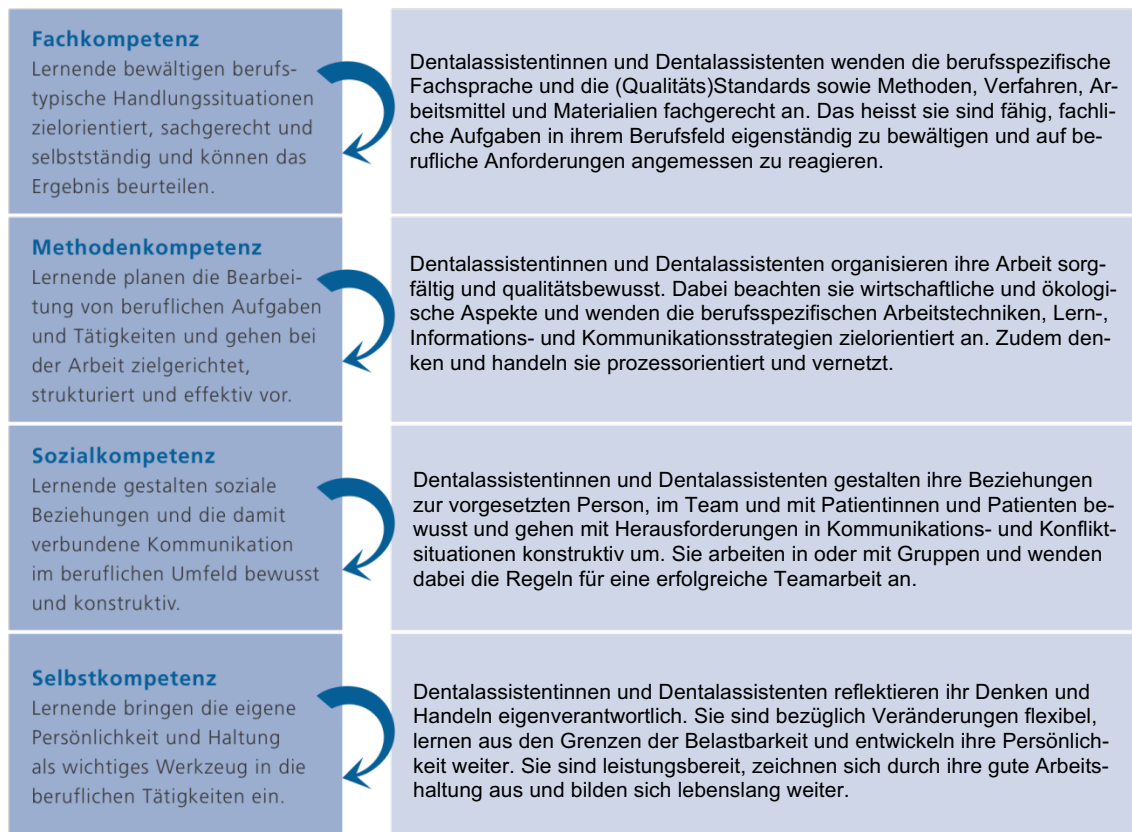 Fachkompetenz
Lernende bewältigen berufs-
typische Handlungssituationen
zielorientiert, sachgerecht und
selbstständig und können das
Ergebnis beurteilen.
Dentalassistentinnen und Dentalassistenten wenden die berufsspezifische
Fachsprache und die (Qualitäts)Standards sowie Methoden, Verfahren, Ar-
beitsmittel und Materialien fachgerecht an. Das heisst sie sind fähig, fachli-
che Aufgaben in ihrem Berufsfeld eigenständig zu bewältigen und auf be-
rufliche Anforderungen angemessen zu reagieren.
Methodenkompetenz
Lernende planen die Bearbei-
tung von beruflichen Aufgaben
und Tätigkeiten und gehen bei
der Arbeit zielgerichtet,
strukturiert und effektiv vor.
Dentalassistentinnen und Dentalassistenten organisieren ihre Arbeit sorg-
fältig und qualitätsbewusst. Dabei beachten sie wirtschaftliche und ökologi-
sche Aspekte und wenden die berufsspezifischen Arbeitstechniken, Lern-,
Informations- und Kommunikationsstrategien zielorientiert an. Zudem den-
ken und handeln sie prozessorientiert und vernetzt.
Sozialkompetenz
Lernende gestalten soziale
Beziehungen und die damit
verbundene Kommunikation
im beruflichen Umfeld bewusst
und konstruktiv.
Dentalassistentinnen und Dentalassistenten gestalten ihre Beziehungen
zur vorgesetzten Person, im Team und mit Patientinnen und Patienten be-
wusst und gehen mit Herausforderungen in Kommunikations- und Konflikt-
situationen konstruktiv um. Sie arbeiten in oder mit Gruppen und wenden
dabei die Regeln für eine erfolgreiche Teamarbeit an.
Selbstkompetenz
Lernende bringen die eigene
Persönlichkeit und Haltung
als wichtiges Werkzeug in die
beruflichen Tätigkeiten ein.
Dentalassistentinnen und Dentalassistenten reflektieren ihr Denken und
Handeln eigenverantwortlich. Sie sind bezüglich Veränderungen flexibel,
lernen aus den Grenzen der Belastbarkeit und entwickeln ihre Persönlich-
keit weiter. Sie sind leistungsbereit, zeichnen sich durch ihre gute Arbeits-
haltung aus und bilden sich lebenslang weiter.